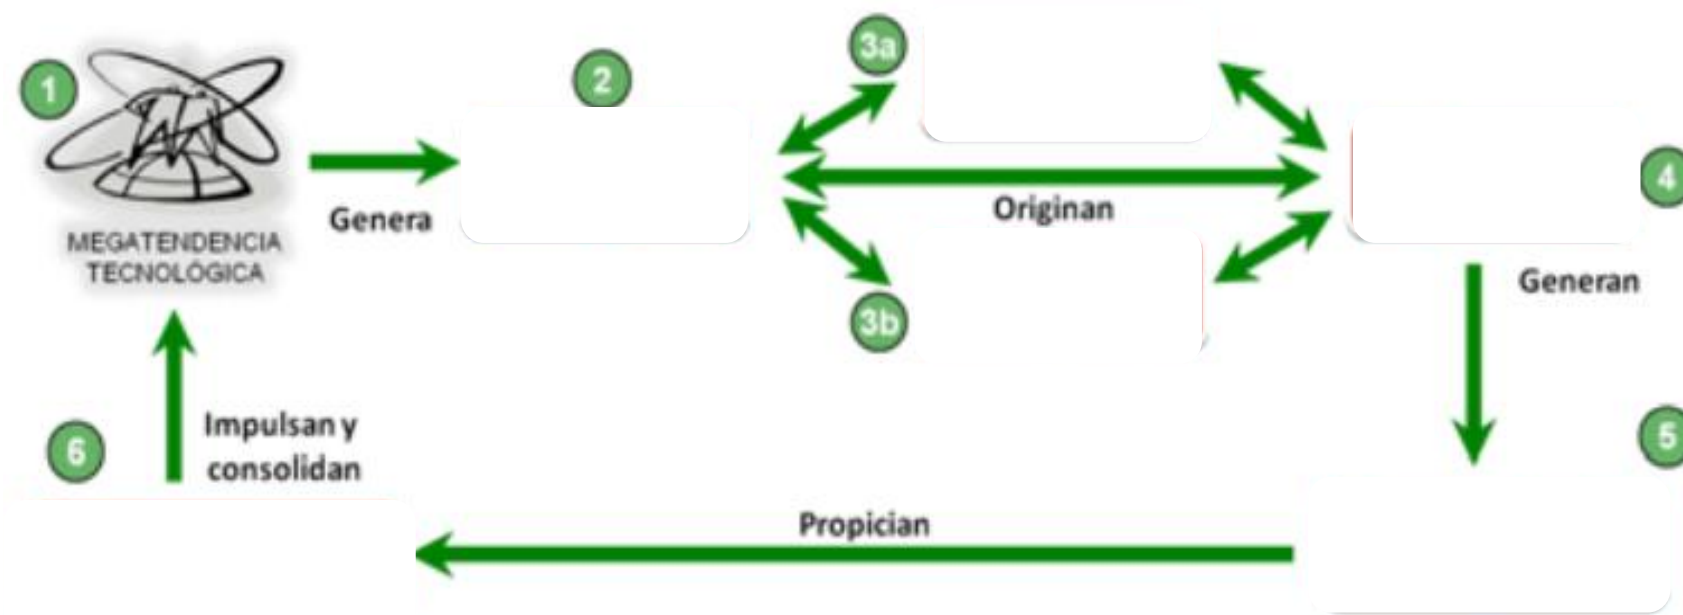 1
MEGATENDENCIA
TECNOLÓGICA
Genera
2
3a
Originan
3b
4
Generan
5
Propician
6
Impulsan y
consolidan